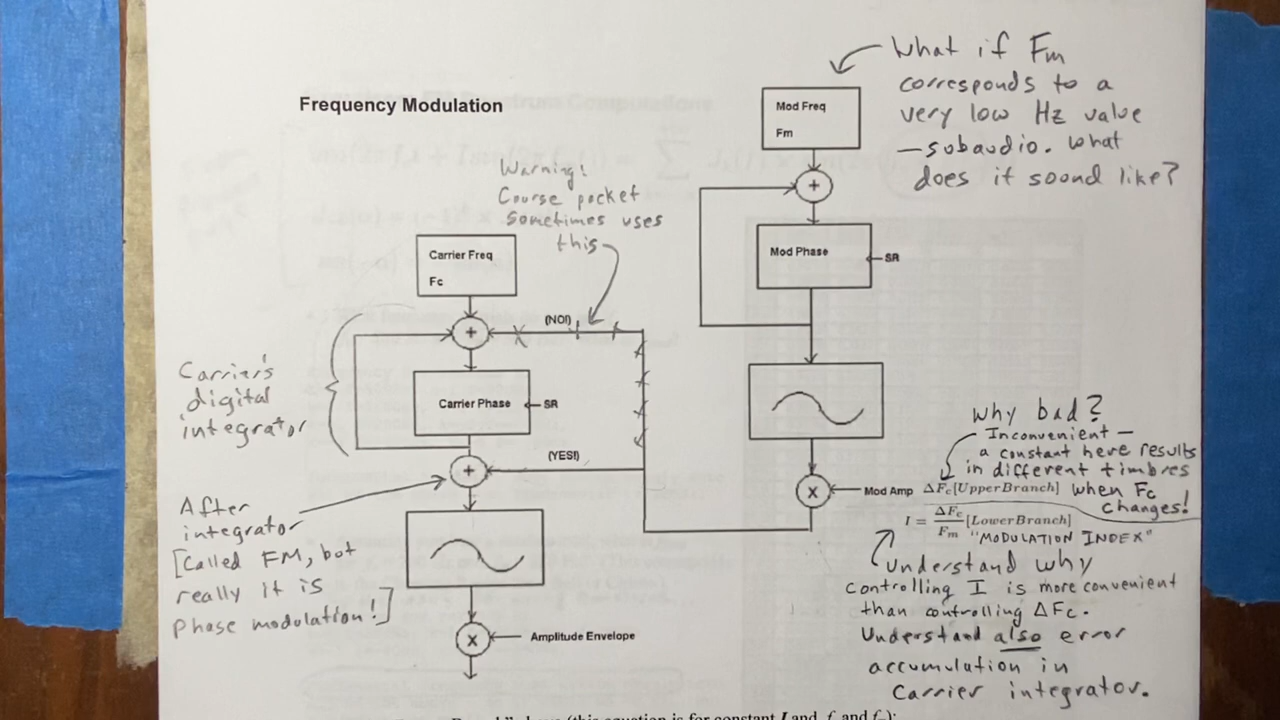 Frequency Modulation
What if Fm
corresponds to a
very low Hz value
—subaudio. What
does it soond like?
Mod Freq
Fm
+
Mod Phase
SR
Warning!
Course pocket
Sometimes uses
this
Carrier Freq
Fc
(NO!)
+
Carrier Phase
SR
Carrier's
digital
integrator
(YES!)
+
After
integrator
[Called FM, but
really it is
Phase modulation!]
X
Amplitude Envelope
Why bad?
Inconvenient —
a constant here results
in different timbres
when Fc
changes!
X
Mod Amp
ΔFc[UpperBranch]
I = ΔFc/Fm [LowerBranch]
"MODULATION INDEX"
Understand why
controlling I is more convenient
than controlling ΔFc.
Understand also error
accumulation in
Carrier integrator.